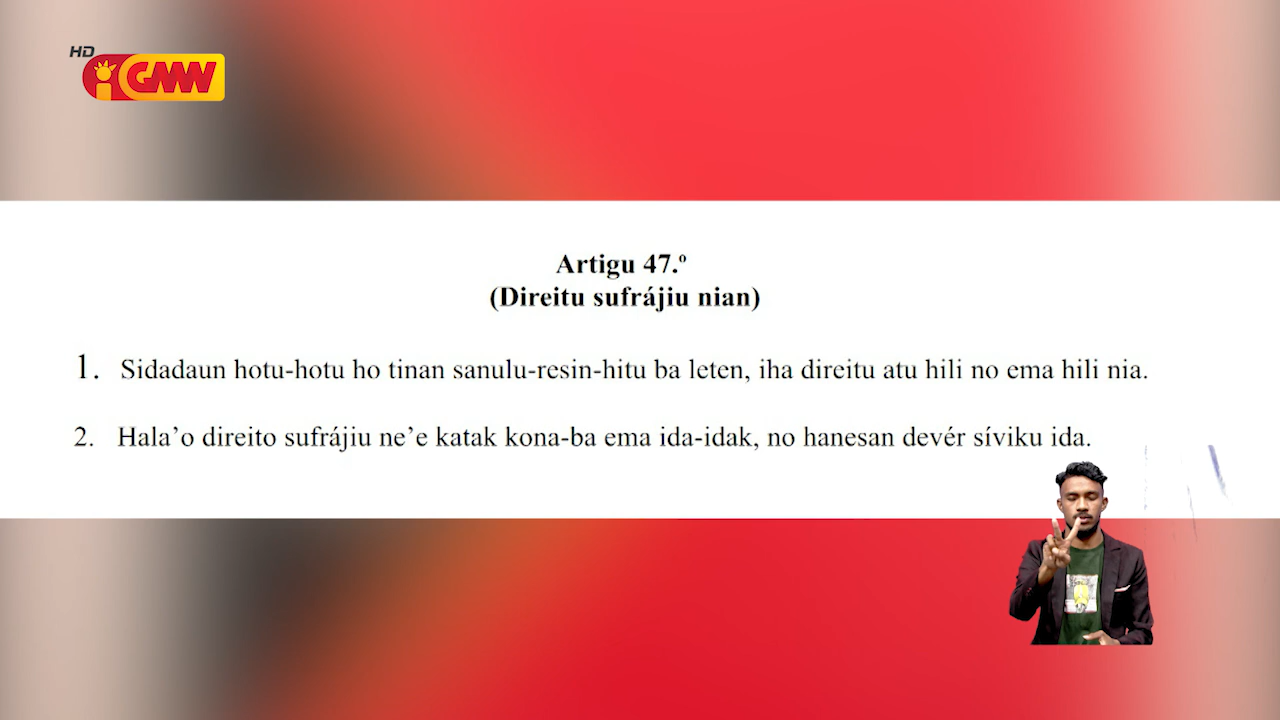 HD
GMN
Artigu 47.º
(Direitu sufrájiu nian)
1. Sidadaun hotu-hotu ho tinan sanulu-resin-hitu ba leten, iha direitu atu hili no ema hili nia.
2. Hala’o direito sufrájiu ne’e katak kona-ba ema ida-idak, no hanesan devér síviku ida.